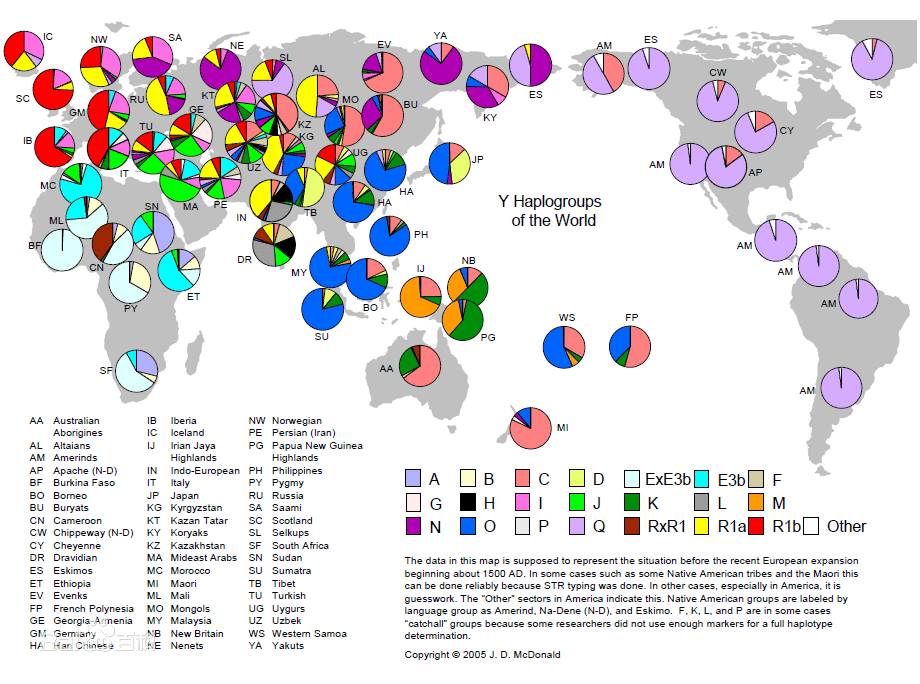 IC
NW
SA
NE
SL
EV
YA
AM
ES
SC
GM
RU
KT
GE
AL
MO
BU
KY
ES
CW
ES
IB
TU
KZ
KG
CY
IT
UZ
UG
JP
AM
AP
MC
MA
PE
HA
SN
IN
TB
HA
Y Haplogroups
of the World
ML
BF
CN
DR
PH
AM
ET
MY
IJ
NB
AM
PY
BO
AM
SU
PG
WS
FP
SF
AA
AM
MI
AA Australian
Aborigines
AL Altaians
AM Amerinds
AP Apache (N-D)
BF Burkina Faso
BO Borneo
BU Buryats
CN Cameroon
CW Chippeway (N-D)
CY Cheyenne
DR Dravidian
ES Eskimos
ET Ethiopia
EV Evenks
FP French Polynesia
GE Georgia-Armenia
GM Germany
HA Han Chinese
IB Iberia
IC Iceland
IJ Irian Jaya
Highlands
IN Indo-European
IT Italy
JP Japan
KG Kyrgyzstan
KT Kazan Tatar
KY Koryaks
KZ Kazakhstan
MA Mideast Arabs
MC Morocco
MI Maori
ML Mali
MO Mongols
MY Malaysia
NB New Britain
NE Nenets
NW Norwegian
PE Persian (Iran)
PG Papua New Guinea
Highlands
PH Philippines
PY Pygmy
RU Russia
SA Saami
SC Scotland
SL Selkups
SF South Africa
SN Sudan
SU Sumatra
TB Tibet
TU Turkish
UG Uygurs
UZ Uzbek
WS Western Samoa
YA Yakuts
A B C D ExE3b E3b F
G H I J K L M
N O P Q RxR1 R1a R1b Other
The data in this map is supposed to represent the situation before the recent European expansion
beginning about 1500 AD. In some cases such as some Native American tribes and the Maori this
can be done reliably because STR typing was done. In other cases, especially in America, it is
guesswork. The "Other" sectors in America indicate this. Native American groups are labeled by
language group as Amerind, Na-Dene (N-D), and Eskimo. F, K, L, and P are in some cases
"catchall" groups because some researchers did not use enough markers for a full haplotype
determination.
Copyright © 2005 J. D. McDonald